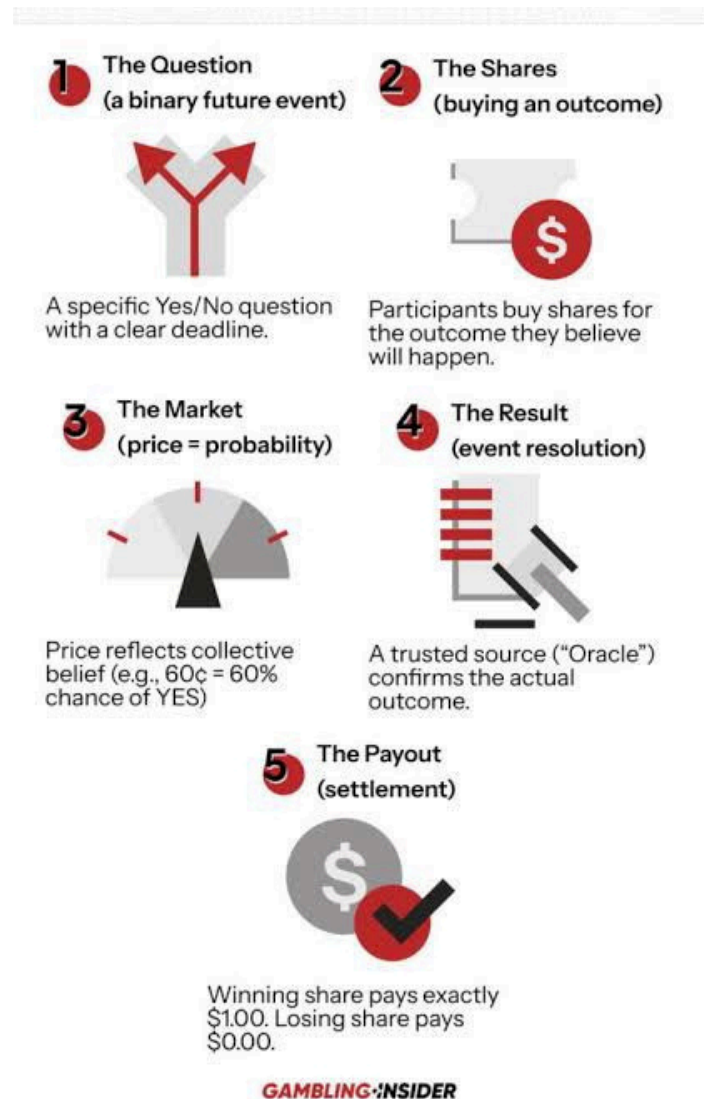 1 The Question
(a binary future event)
A specific Yes/No question
with a clear deadline.
2 The Shares
(buying an outcome)
$
Participants buy shares for
the outcome they believe
will happen.
3 The Market
(price = probability)
Price reflects collective
belief (e.g., 60¢ = 60%
chance of YES)
4 The Result
(event resolution)
A trusted source (“Oracle”)
confirms the actual
outcome.
5 The Payout
(settlement)
$
Winning share pays exactly
$1.00. Losing share pays
$0.00.
GAMBLING INSIDER